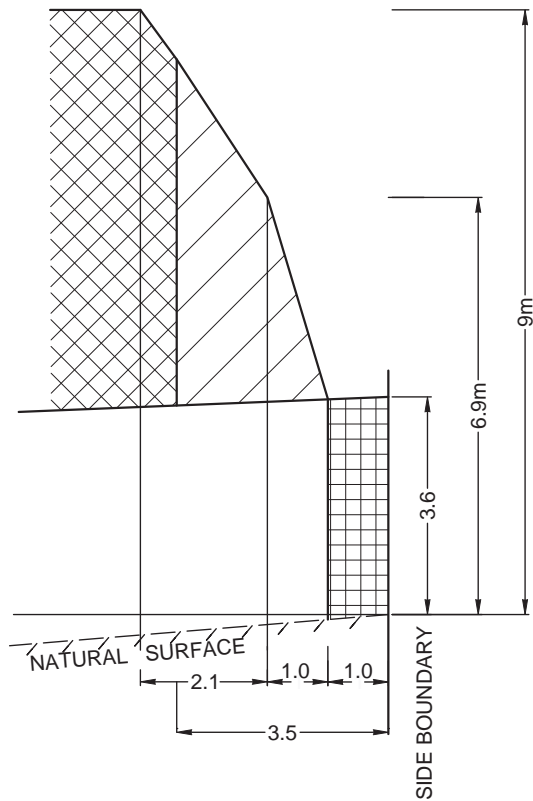 9m
6.9m
3.6
NATURAL SURFACE
2.1
1.0
1.0
3.5
SIDE BOUNDARY